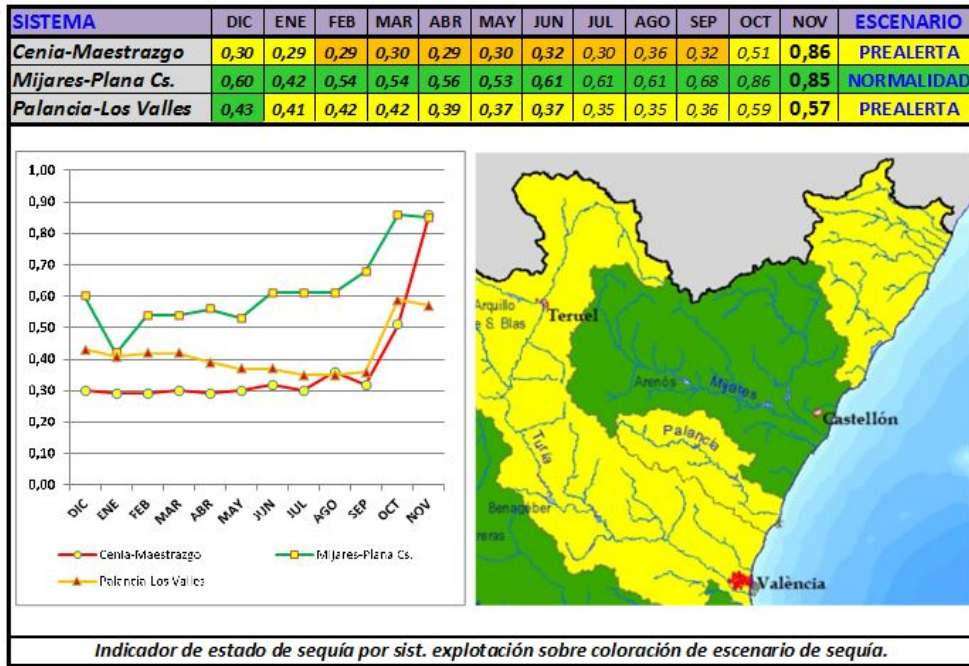 SISTEMA DIC ENE FEB MAR ABR MAY JUN JUL AGO SEP OCT NOV ESCENARIO
Cenia-Maestrazgo 0,30 0,29 0,29 0,30 0,29 0,30 0,32 0,30 0,36 0,32 0,51 0,86 PREALERTA
Mijares-Plana Cs. 0,60 0,42 0,54 0,54 0,56 0,53 0,61 0,61 0,61 0,68 0,86 0,85 NORMALIDAD
Palancia-Los Valles 0,43 0,41 0,42 0,42 0,39 0,37 0,37 0,35 0,35 0,36 0,59 0,57 PREALERTA
1,00
0,90
0,80
0,70
0,60
0,50
0,40
0,30
0,20
0,10
0,00
DIC ENE FEB MAR ABR MAY JUN JUL AGO SEP OCT NOV
Cenia-Maestrazgo Mijares-Plana Cs.
Palancia-Los Valles
Arquillo
e S. Blas
Teruel
Arenós
Mijares
Castellón
Palancia
Turia
Benagéber
reras
València
Indicador de estado de sequía por sist. explotación sobre coloración de escenario de sequía.